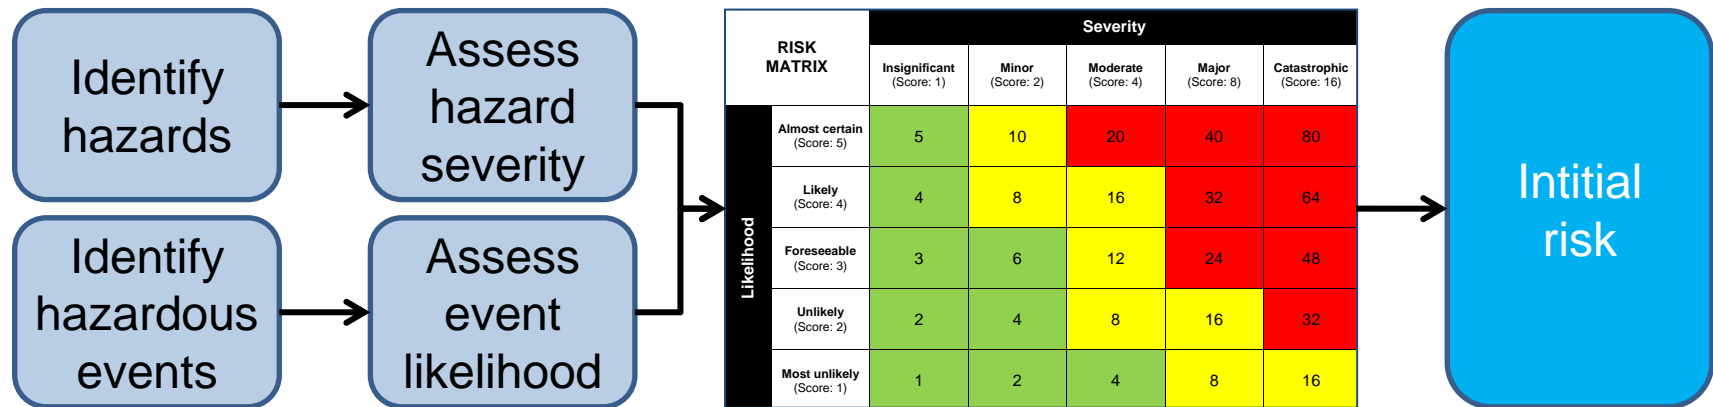 Identify
hazards
Assess
hazard
severity
Identify
hazardous
events
Assess
event
likelihood
RISK
MATRIX
Severity
Insignificant
(Score: 1)
Minor
(Score: 2)
Moderate
(Score: 4)
Major
(Score: 8)
Catastrophic
(Score: 16)
Likelihood
Almost certain
(Score: 5)
5 10 20 40 80
Likely
(Score: 4)
4 8 16 32 64
Foreseeable
(Score: 3)
3 6 12 24 48
Unlikely
(Score: 2)
2 4 8 16 32
Most unlikely
(Score: 1)
1 2 4 8 16
Intitial
risk